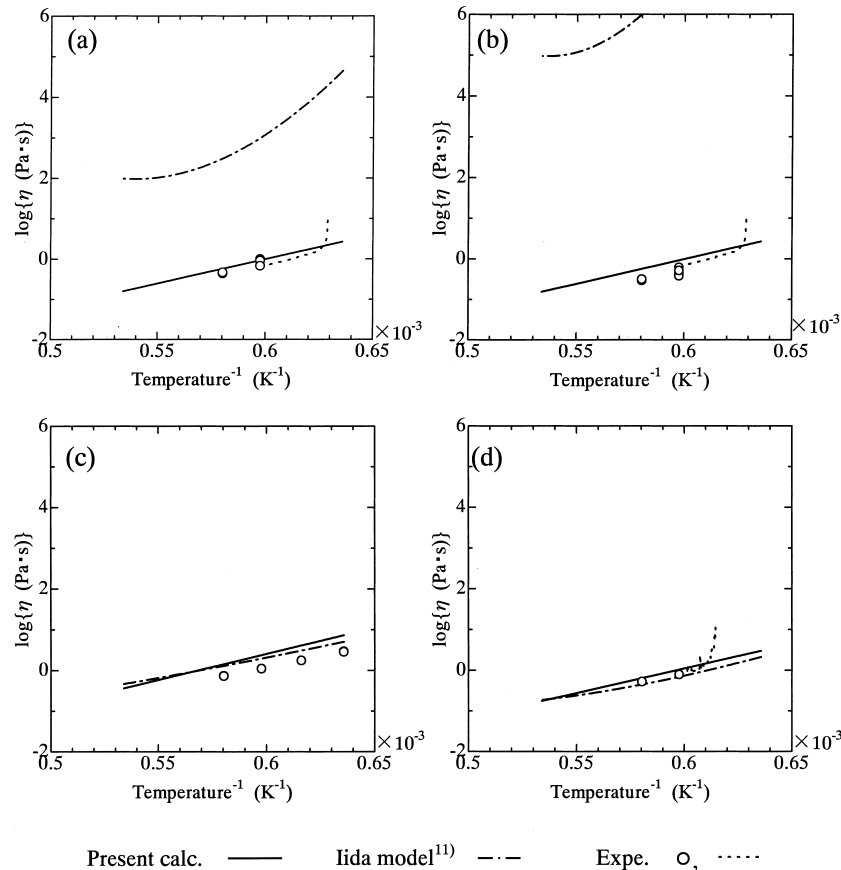 (a)
6
4
2
0
-2
log{η (Pa·s)}
0.5 0.55 0.6 0.65
×10⁻³
Temperature⁻¹ (K⁻¹)
(b)
6
4
2
0
-2
log{η (Pa·s)}
0.5 0.55 0.6 0.65
×10⁻³
Temperature⁻¹ (K⁻¹)
(c)
6
4
2
0
-2
log{η (Pa·s)}
0.5 0.55 0.6 0.65
×10⁻³
Temperature⁻¹ (K⁻¹)
(d)
6
4
2
0
-2
log{η (Pa·s)}
0.5 0.55 0.6 0.65
×10⁻³
Temperature⁻¹ (K⁻¹)
Present calc. Iida model¹¹⁾ Expe. ,